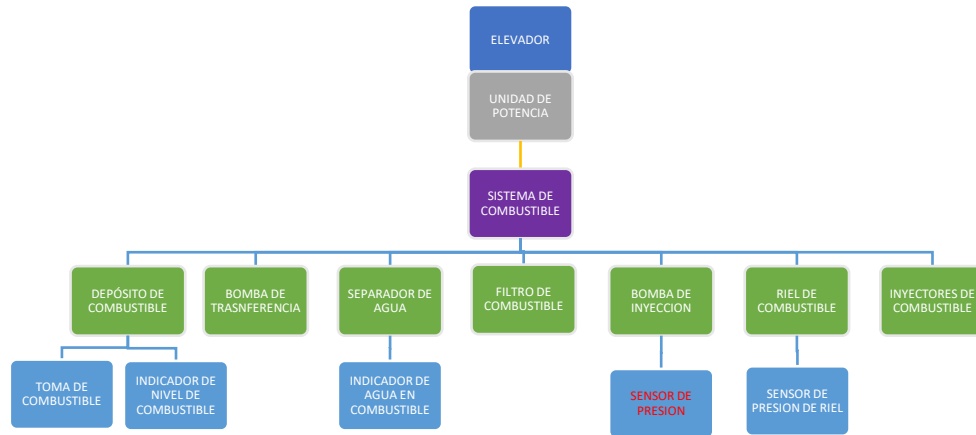 ELEVADOR
UNIDAD DE
POTENCIA
SISTEMA DE
COMBUSTIBLE
DEPÓSITO DE
COMBUSTIBLE
BOMBA DE
TRASNFERENCIA
SEPARADOR DE
AGUA
FILTRO DE
COMBUSTIBLE
BOMBA DE
INYECCION
RIEL DE
COMBUSTIBLE
INYECTORES DE
COMBUSTIBLE
TOMA DE
COMBUSTIBLE
INDICADOR DE
NIVEL DE
COMBUSTIBLE
INDICADOR DE
AGUA EN
COMBUSTIBLE
SENSOR DE
PRESION
SENSOR DE
PRESION DE RIEL